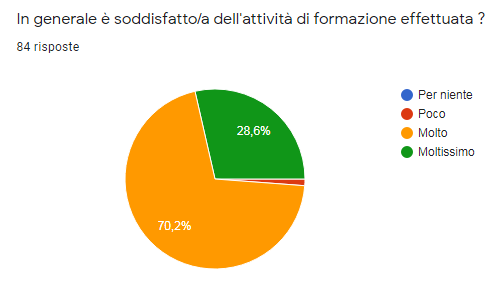 In generale è soddisfatto/a dell'attività di formazione effettuata ?
84 risposte
Per niente
Poco
Molto
Moltissimo
28,6%
70,2%